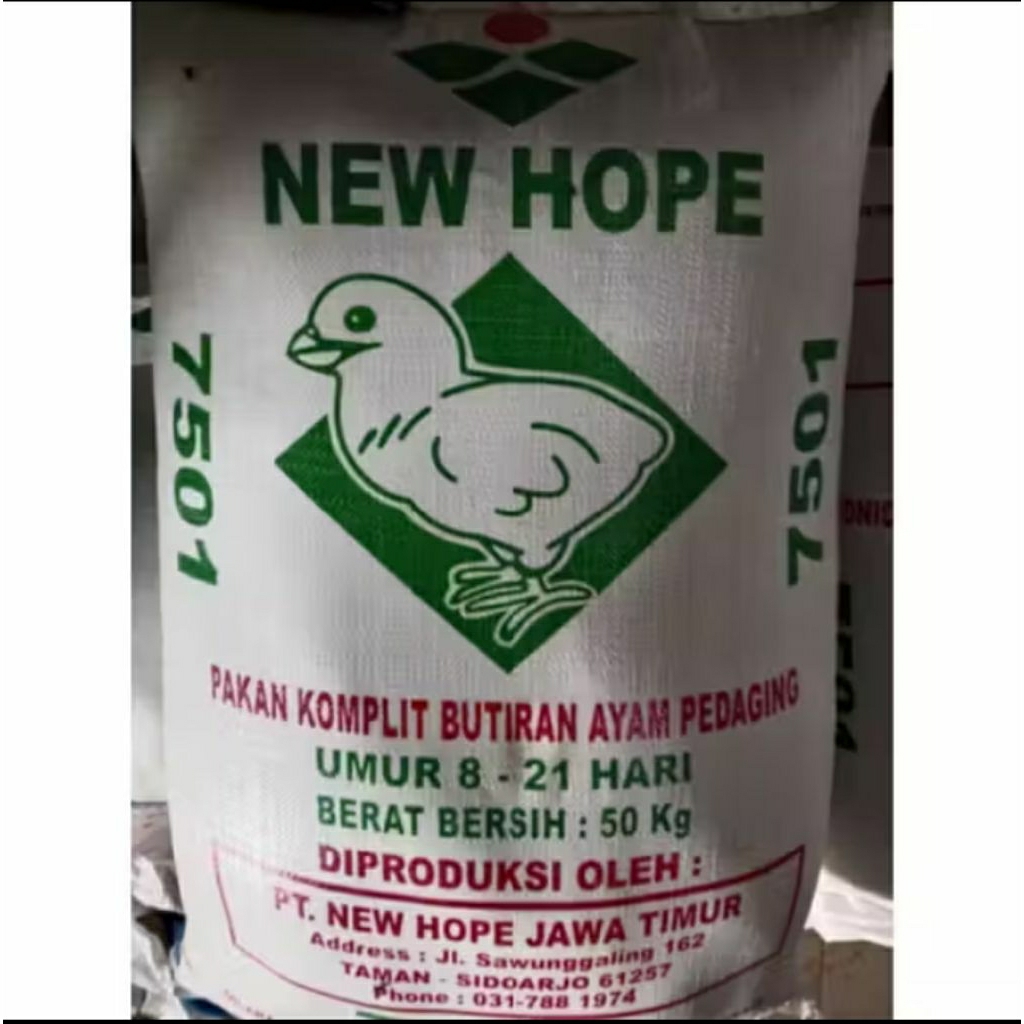 NEW HOPE
7501
7501
PAKAN KOMPLIT BUTIRAN AYAM PEDAGING
UMUR 8 - 21 HARI
BERAT BERSIH : 50 Kg
DIPRODUKSI OLEH :
PT. NEW HOPE JAWA TIMUR
Address : Jl. Sawunggaling 162
TAMAN - SIDOARJO 61257
Phone : 031-788 1974